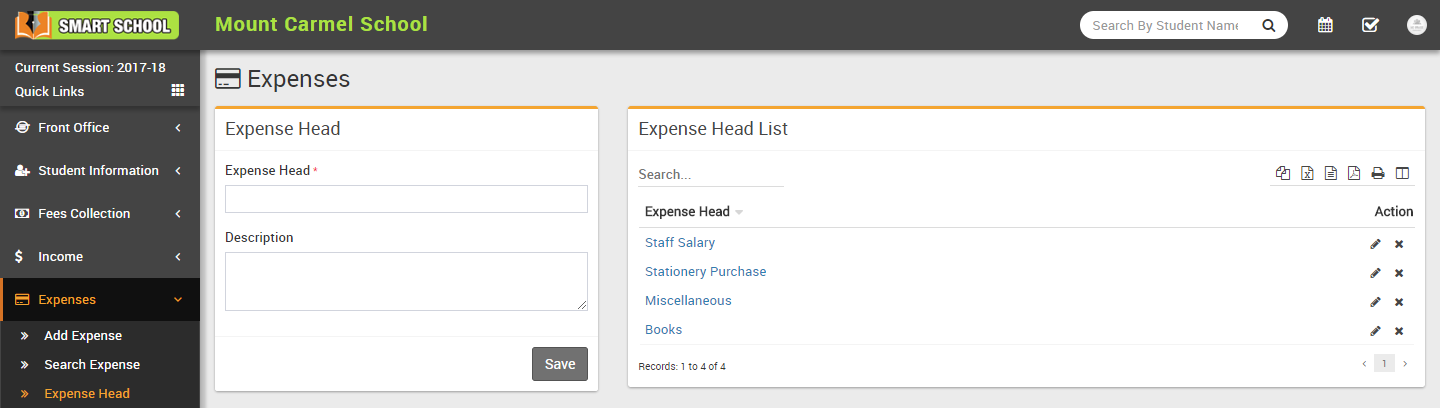 SMART SCHOOL
Mount Carmel School
Search By Student Name
Current Session: 2017-18
Quick Links
Front Office
Student Information
Fees Collection
$ Income
Expenses
» Add Expense
» Search Expense
» Expense Head
Expenses
Expense Head
Expense Head *
Description
Save
Expense Head List
Search...
Expense Head Action
Staff Salary
Stationery Purchase
Miscellaneous
Books
Records: 1 to 4 of 4
‹ 1 ›